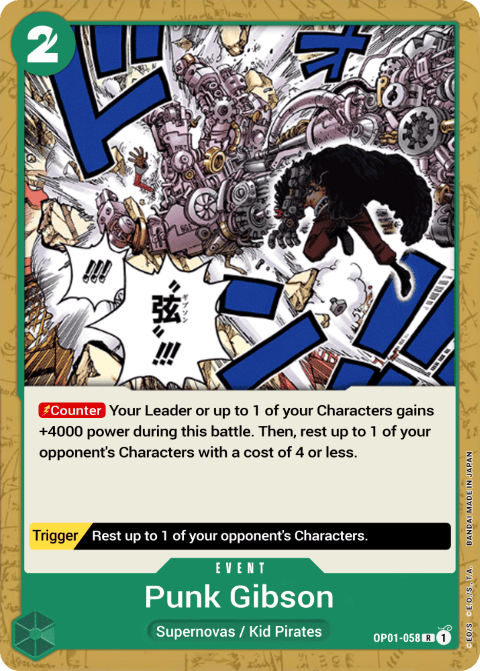 2
ドン!!
!!!
“弦”
ギブソン
!!!
Counter Your Leader or up to 1 of your Characters gains
+4000 power during this battle. Then, rest up to 1 of your
opponent's Characters with a cost of 4 or less.
Trigger Rest up to 1 of your opponent's Characters.
EVENT
Punk Gibson
Supernovas / Kid Pirates
OP01-058 R 1
©E.O./S. ©E.O./S.,T.A. BANDAI MADE IN JAPAN